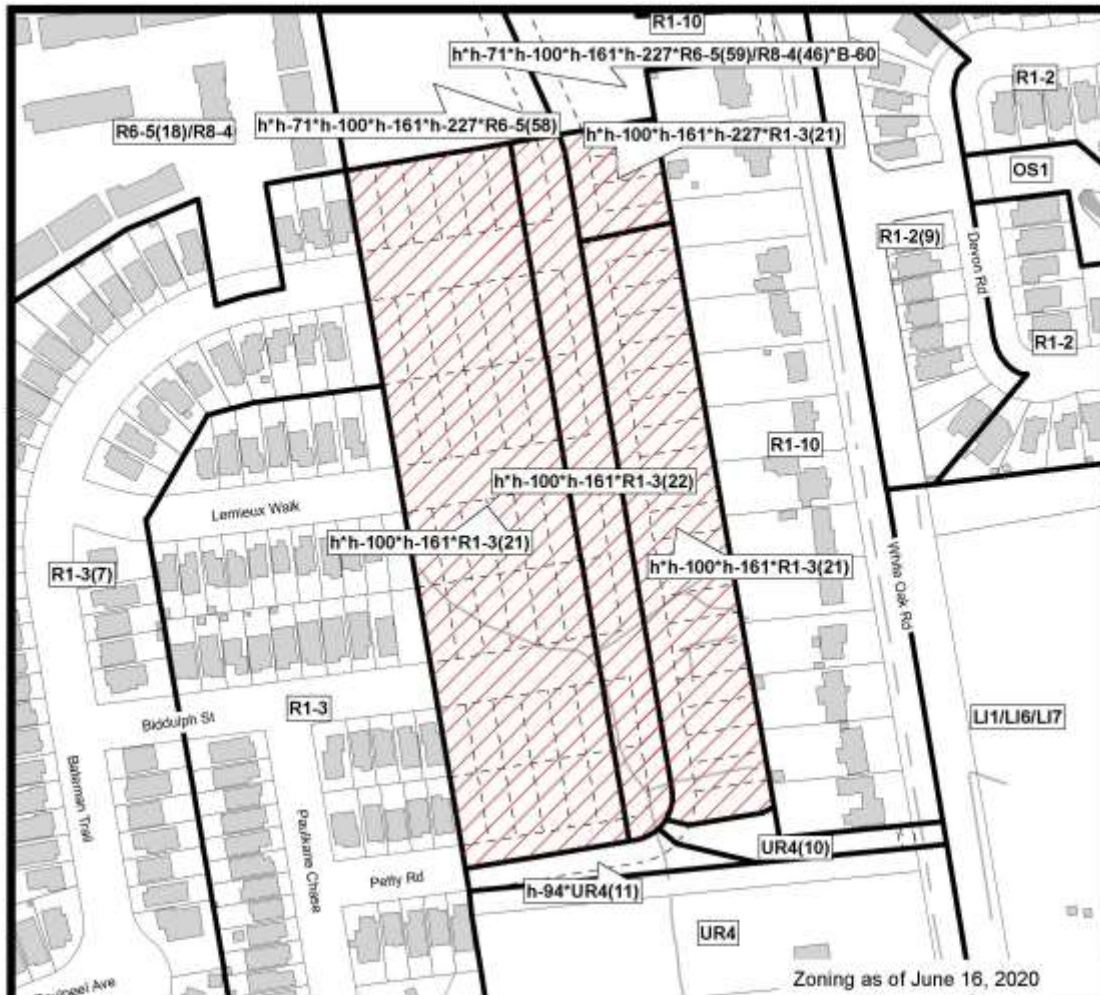 R1-10
h*h-71*h-100*h-161*h-227*R6-5(59)/R8-4(46)*B-60
R1-2
R6-5(18)/R8-4
h*h-71*h-100*h-161*h-227*R6-5(58)
h*h-100*h-161*h-227*R1-3(21)
OS1
R1-2(9)
Devon Rd
R1-2
R1-10
h*h-100*h-161*R1-3(22)
Lemieux Walk
h*h-100*h-161*R1-3(21)
h*h-100*h-161*R1-3(21)
R1-3(7)
White Oak Rd
R1-3
Biddulph St
LI1/LI6/LI7
Bateman Trail
Paulkane Chase
UR4(10)
Petty Rd
h-94*UR4(11)
UR4
Zoning as of June 16, 2020
Ave